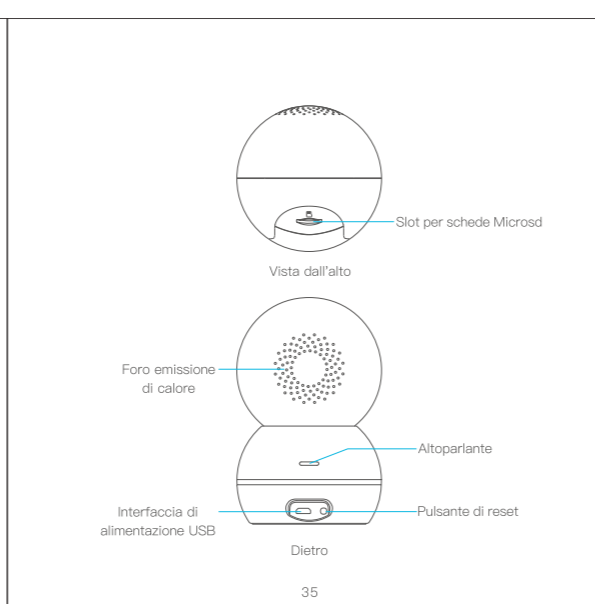 Slot per schede Microsd
Vista dall'alto
Foro emissione
di calore
Altoparlante
Interfaccia di
alimentazione USB
Pulsante di reset
Dietro
35